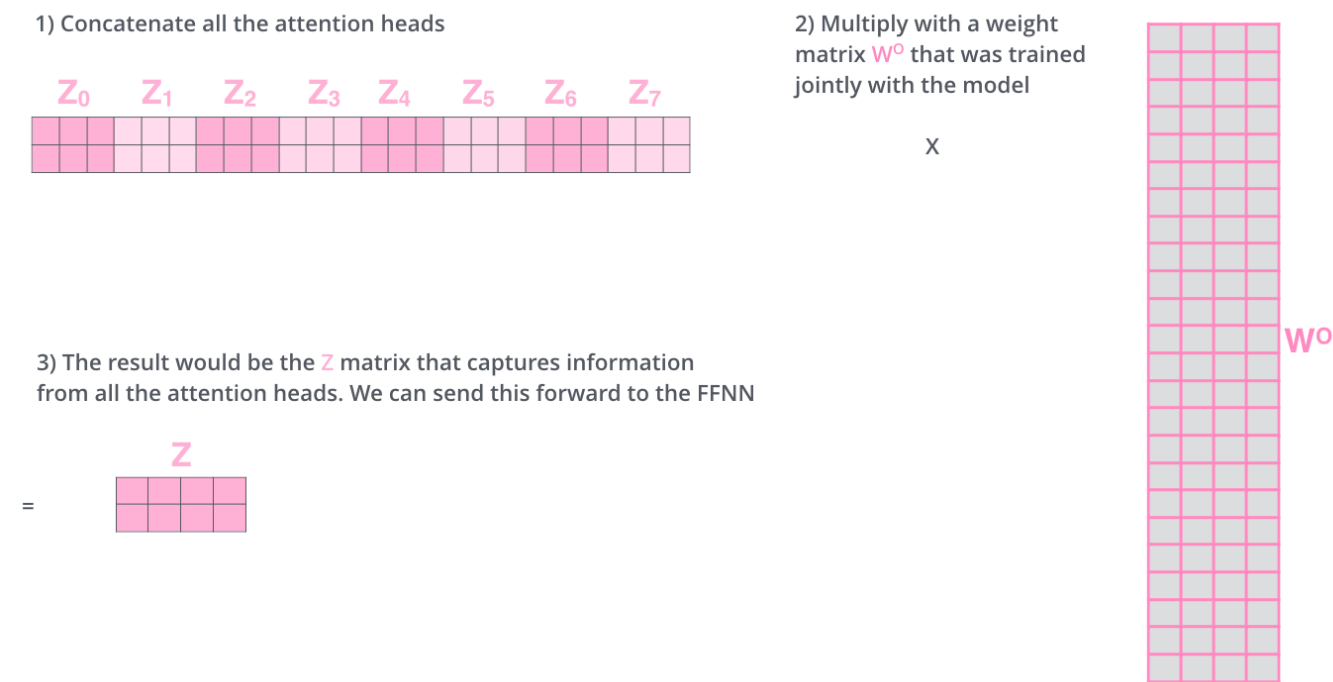 1) Concatenate all the attention heads
Z0 Z1 Z2 Z3 Z4 Z5 Z6 Z7
2) Multiply with a weight
matrix W^O that was trained
jointly with the model
X
W^O
3) The result would be the Z matrix that captures information
from all the attention heads. We can send this forward to the FFNN
Z
=